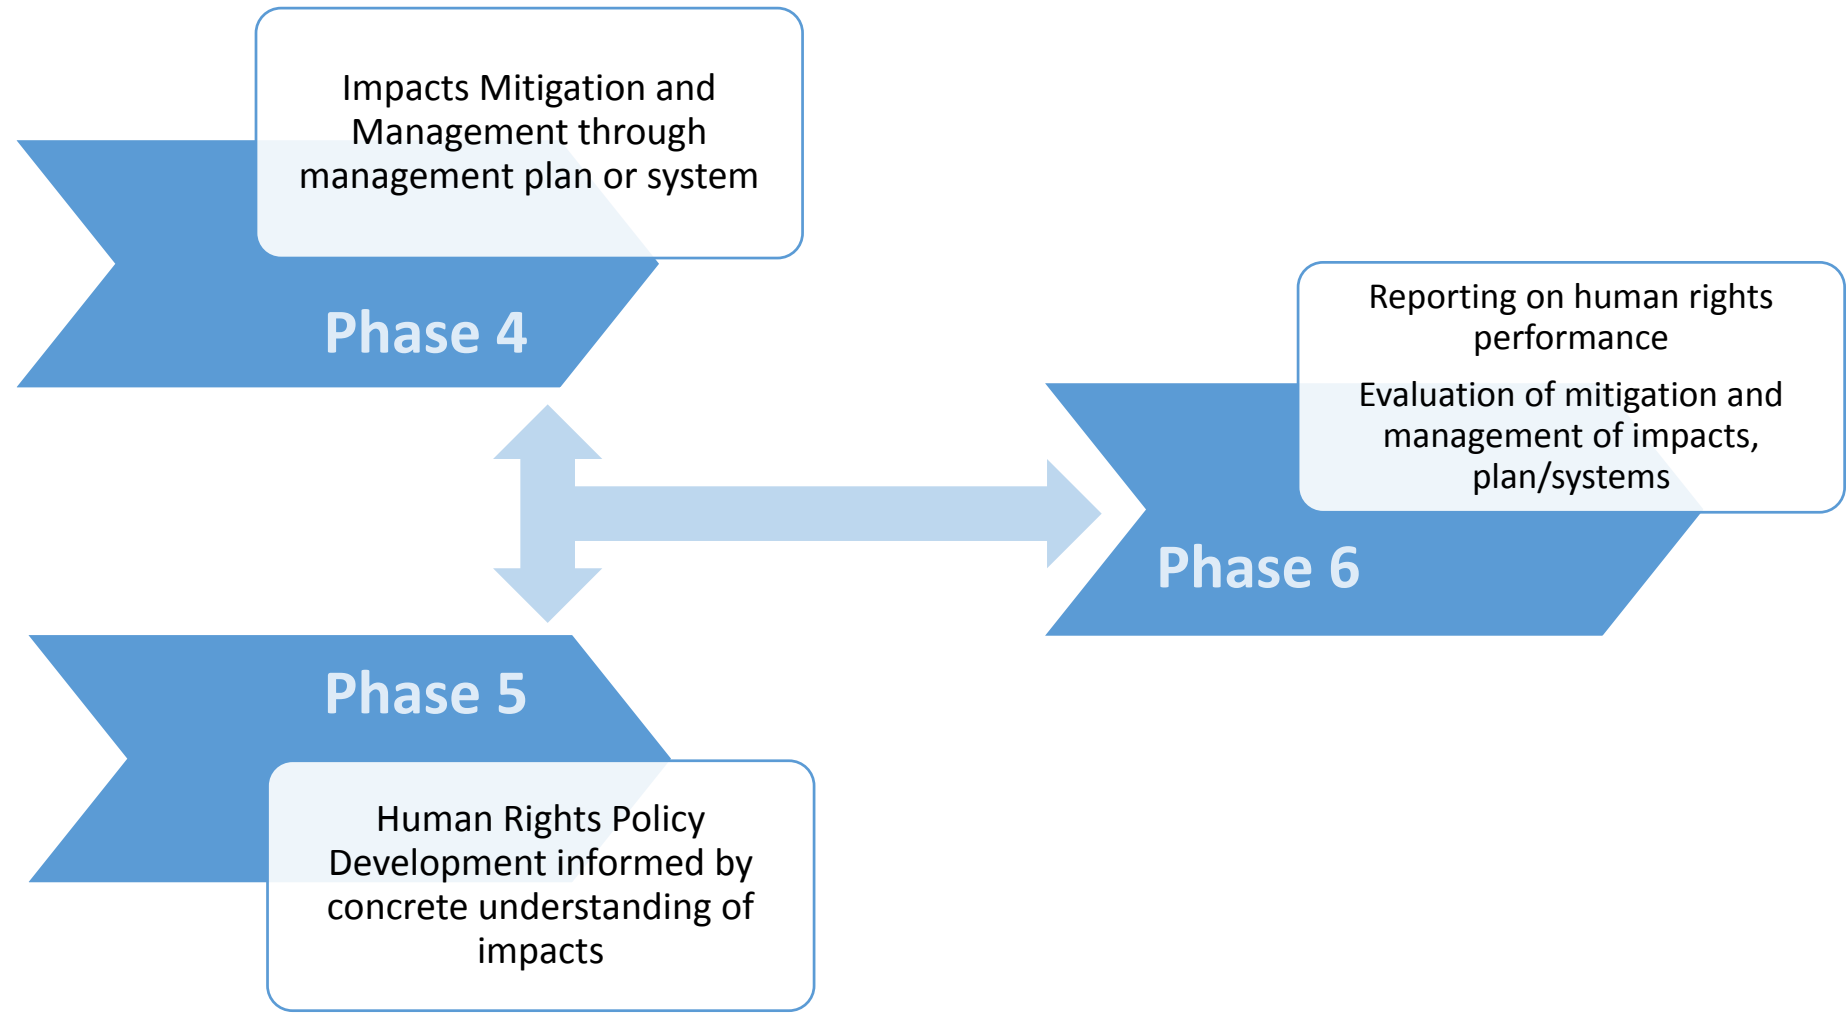 Impacts Mitigation and
Management through
management plan or system
Phase 4
Phase 5
Human Rights Policy
Development informed by
concrete understanding of
impacts
Reporting on human rights
performance
Evaluation of mitigation and
management of impacts,
plan/systems
Phase 6